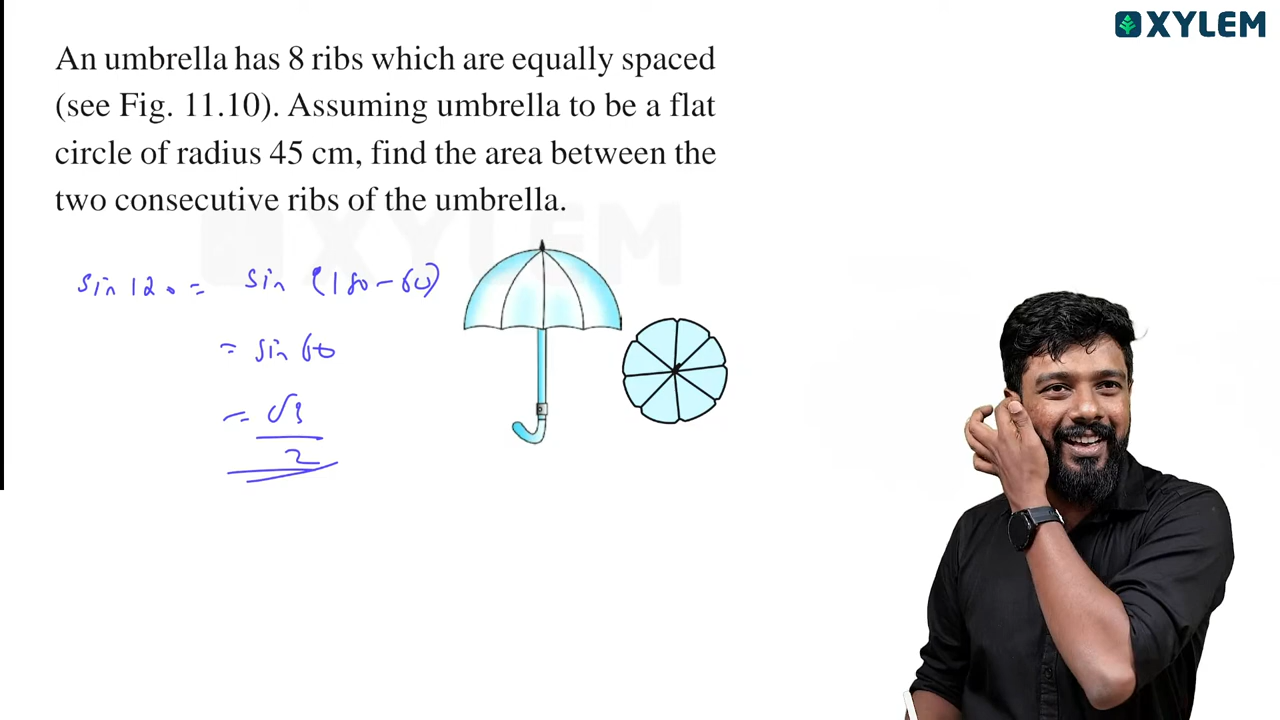 XYLEM
An umbrella has 8 ribs which are equally spaced
(see Fig. 11.10). Assuming umbrella to be a flat
circle of radius 45 cm, find the area between the
two consecutive ribs of the umbrella.
XYLEM
sin 120 = sin (180-60)
= sin 60
= √3
2